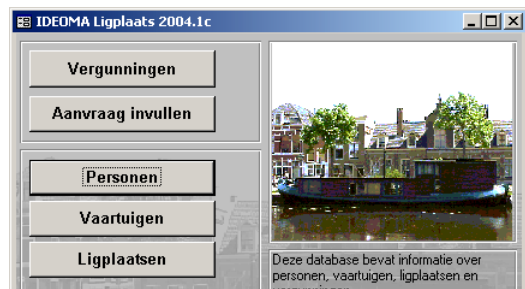 IDEOMA Ligplaats 2004.1c
Vergunningen
Aanvraag invullen
Personen
Vaartuigen
Ligplaatsen
Deze database bevat informatie over
personen, vaartuigen, ligplaatsen en